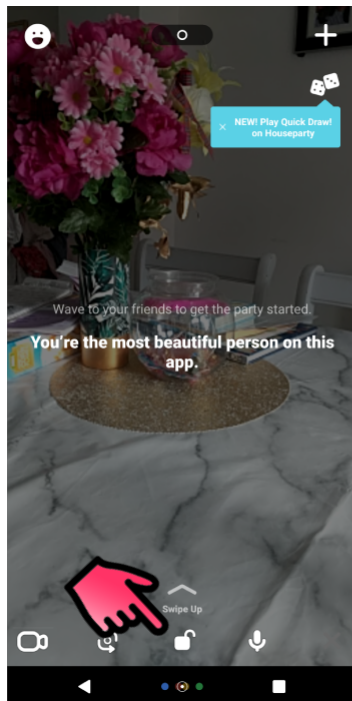 NEW! Play Quick Draw!
on Houseparty
Wave to your friends to get the party started.
You're the most beautiful person on this
app.
Swipe Up